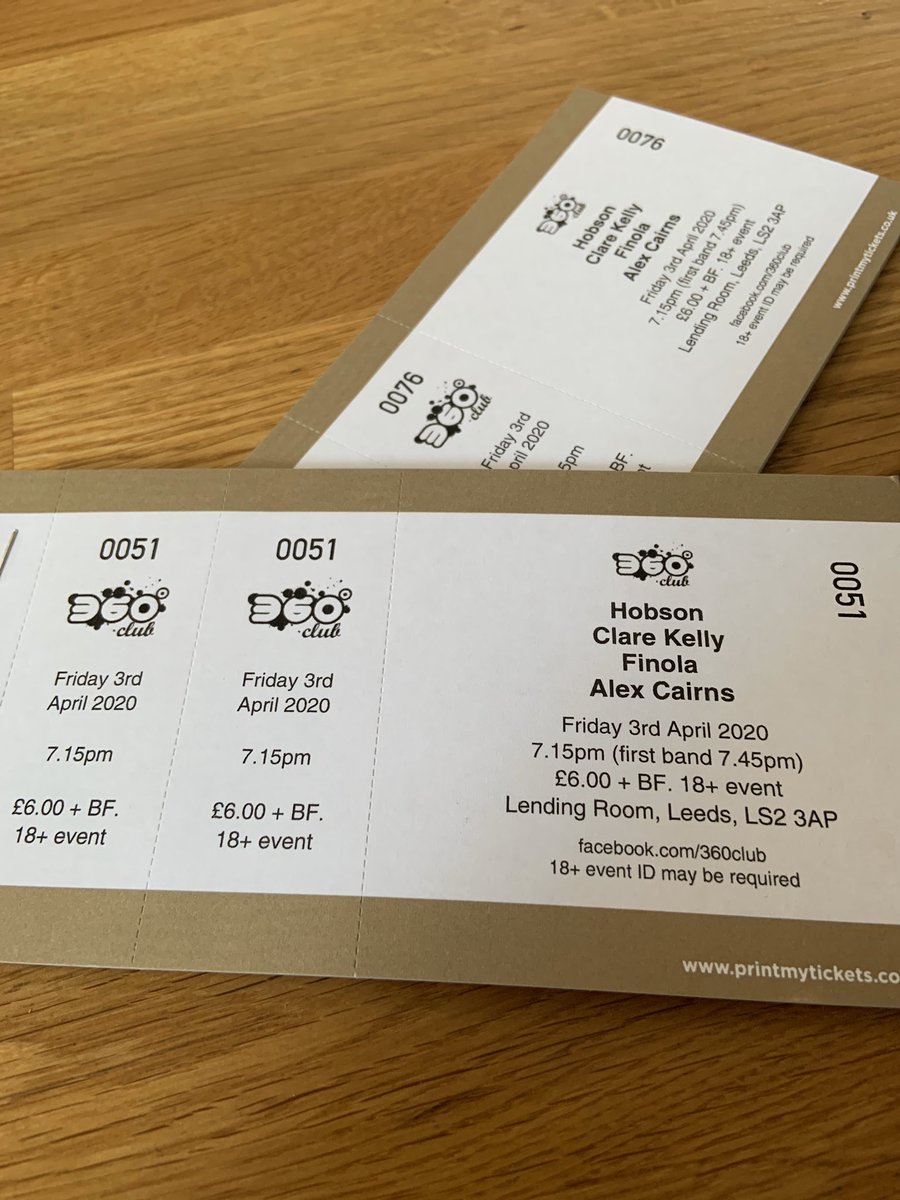 0076
360
club
Hobson
Clare Kelly
Finola
Alex Cairns
Friday 3rd April 2020
7.15pm (first band 7.45pm)
£6.00 + BF. 18+ event
Lending Room, Leeds, LS2 3AP
facebook.com/360club
18+ event ID may be required
www.printmytickets.co.uk
0076
360
club
Friday 3rd
pril 2020
5pm
BF.
0051
360
club
Friday 3rd
April 2020
7.15pm
£6.00 + BF.
18+ event
0051
360
club
Friday 3rd
April 2020
7.15pm
£6.00 + BF.
18+ event
0051
360
club
Hobson
Clare Kelly
Finola
Alex Cairns
Friday 3rd April 2020
7.15pm (first band 7.45pm)
£6.00 + BF. 18+ event
Lending Room, Leeds, LS2 3AP
facebook.com/360club
18+ event ID may be required
www.printmytickets.co